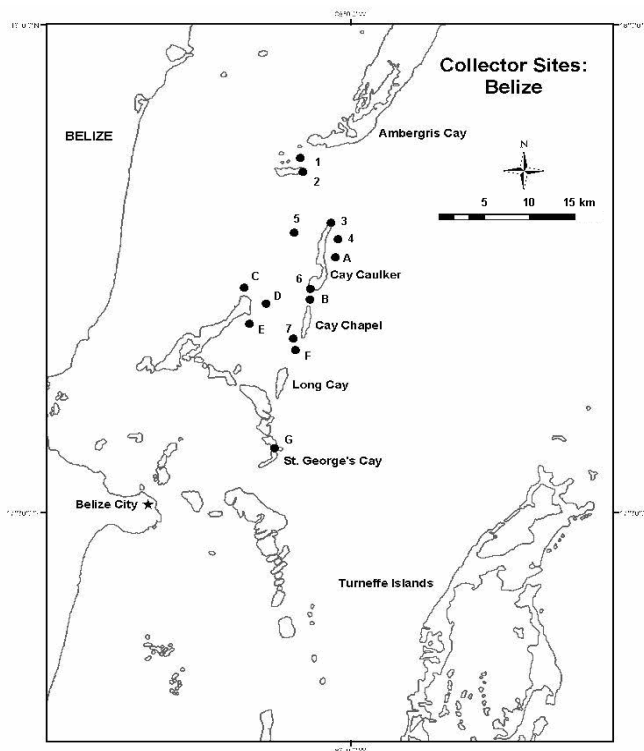 Collector Sites:
Belize
BELIZE
Ambergris Cay
N
1
2
5 10 15 km
3
5
4
A
Cay Caulker
C
6
D
B
E
Cay Chapel
7
F
Long Cay
G
St. George's Cay
Belize City
Turneffe Islands